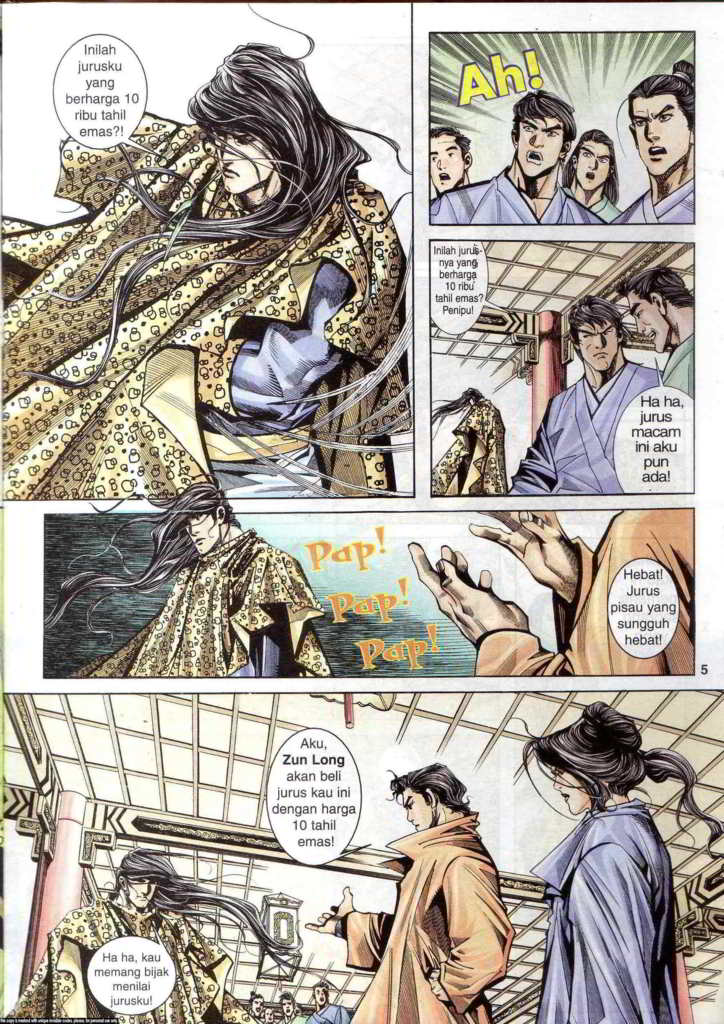 Inilah
jurusku
yang
berharga 10
ribu tahil
emas?!
Ah!
Inilah jurus-
nya yang
berharga
10 ribu
tahil emas?
Penipu!
Ha ha,
jurus
macam
ini aku
pun
ada!
Pap!
Pap!
Pap!
Hebat!
Jurus
pisau yang
sungguh
hebat!
5
Aku,
Zun Long
akan beli
jurus kau ini
dengan harga
10 tahil
emas!
Ha ha, kau
memang bijak
menilai
jurusku!